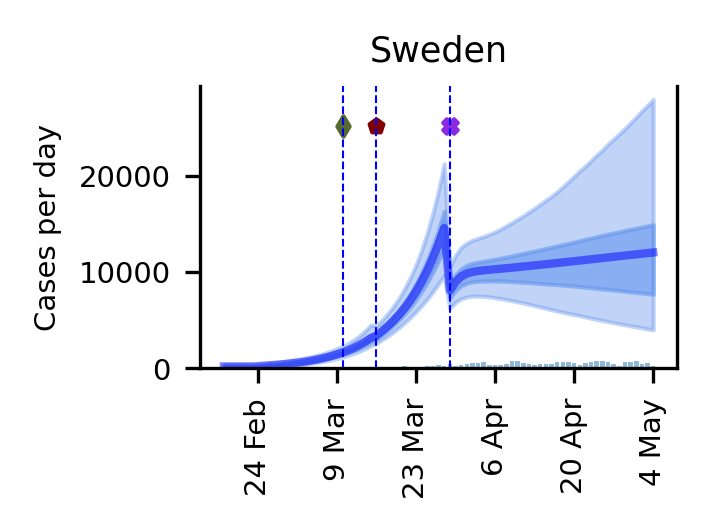 Sweden
Cases per day
20000
10000
0
24 Feb
9 Mar
23 Mar
6 Apr
20 Apr
4 May